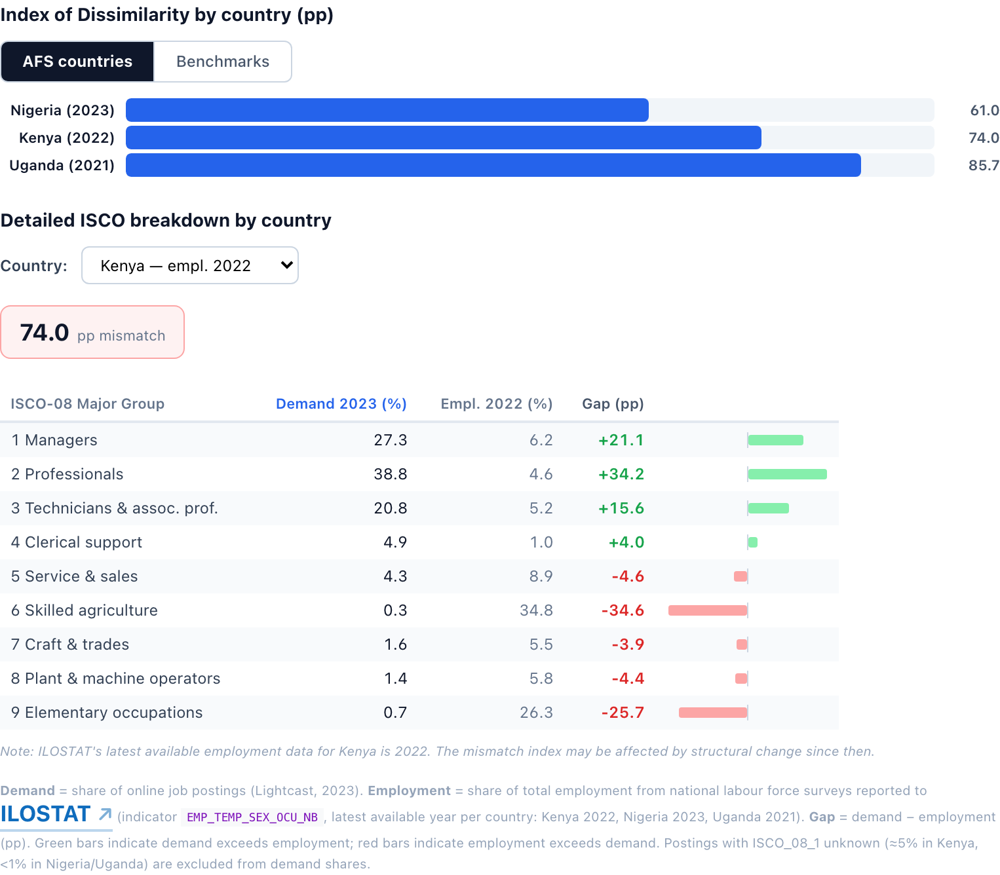 Index of Dissimilarity by country (pp)
AFS countries Benchmarks
Nigeria (2023) 61.0
Kenya (2022) 74.0
Uganda (2021) 85.7
Detailed ISCO breakdown by country
Country: Kenya — empl. 2022
74.0 pp mismatch
ISCO-08 Major Group Demand 2023 (%) Empl. 2022 (%) Gap (pp)
1 Managers 27.3 6.2 +21.1
2 Professionals 38.8 4.6 +34.2
3 Technicians & assoc. prof. 20.8 5.2 +15.6
4 Clerical support 4.9 1.0 +4.0
5 Service & sales 4.3 8.9 -4.6
6 Skilled agriculture 0.3 34.8 -34.6
7 Craft & trades 1.6 5.5 -3.9
8 Plant & machine operators 1.4 5.8 -4.4
9 Elementary occupations 0.7 26.3 -25.7
Note: ILOSTAT's latest available employment data for Kenya is 2022. The mismatch index may be affected by structural change since then.
Demand = share of online job postings (Lightcast, 2023). Employment = share of total employment from national labour force surveys reported to
ILOSTAT ↗ (indicator EMP_TEMP_SEX_OCU_NB , latest available year per country: Kenya 2022, Nigeria 2023, Uganda 2021). Gap = demand − employment
(pp). Green bars indicate demand exceeds employment; red bars indicate employment exceeds demand. Postings with ISCO_08_1 unknown (≈5% in Kenya,
<1% in Nigeria/Uganda) are excluded from demand shares.